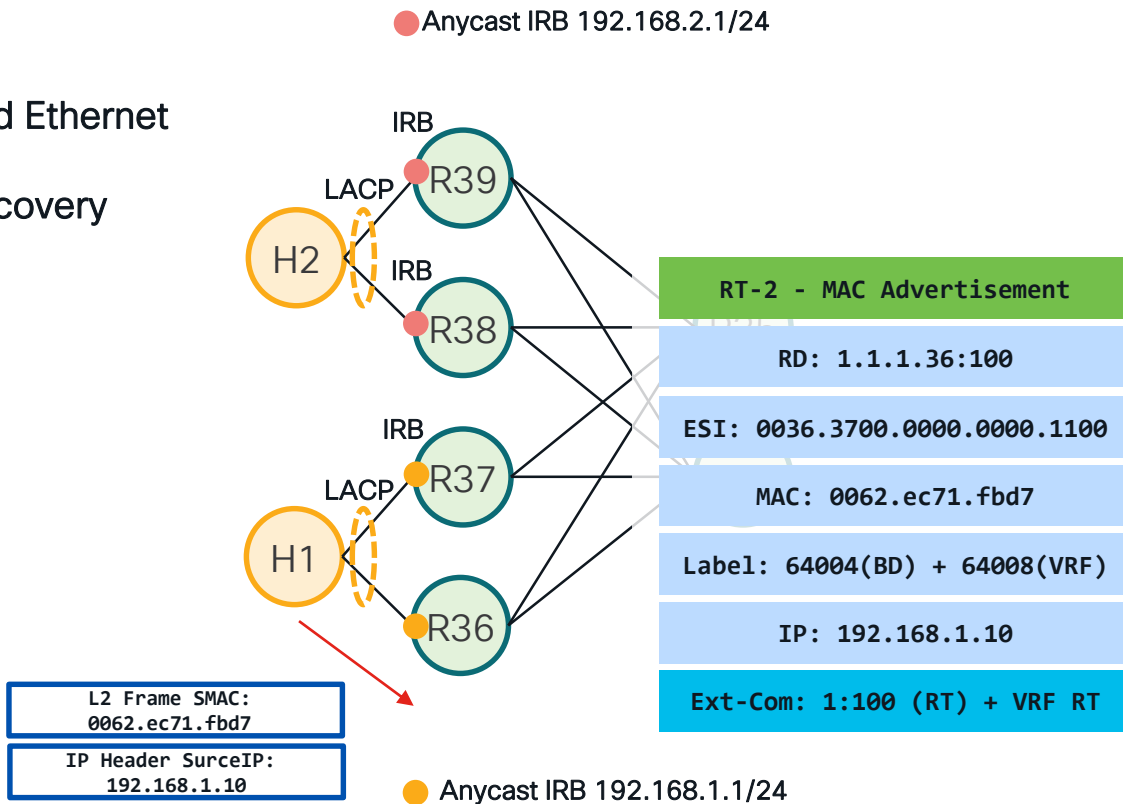 Anycast IRB 192.168.2.1/24
d Ethernet
covery
IRB
R39
LACP
H2
IRB
R38
IRB
R37
LACP
H1
R36
RT-2 - MAC Advertisement
RD: 1.1.1.36:100
ESI: 0036.3700.0000.0000.1100
MAC: 0062.ec71.fbd7
Label: 64004(BD) + 64008(VRF)
IP: 192.168.1.10
Ext-Com: 1:100 (RT) + VRF RT
L2 Frame SMAC:
0062.ec71.fbd7
IP Header SurceIP:
192.168.1.10
Anycast IRB 192.168.1.1/24